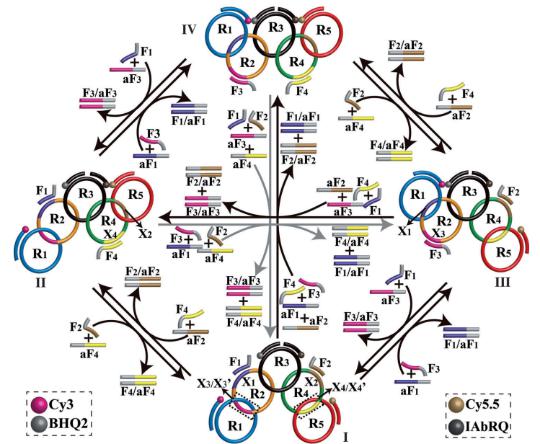 IV
R1
R3
R5
R2
R4
F3
F4
F1
+
aF3
F3/aF3
+
F1/aF1
F3
+
aF1
F2/aF2
+
F2
+
aF4
F4
+
aF2
F4/aF4
F1
F2
+
aF3
+
aF4
F1/aF1
+
F2/aF2
F2/aF2
+
F3/aF3
aF2
F4
+
+
aF3
F1
F3
+
aF1
F2
+
aF4
F4/aF4
+
F1/aF1
F3/aF3
+
F4/aF4
F4
+
F3
aF1
+
aF2
F1
R3
R5
R2
R4
X4
X2
R1
F4
II
R1
R3
F2
X1
R2
X3
R4
F3
R5
III
F2/aF2
+
F4
+
aF2
F2
+
aF4
F4/aF4
F1
+
aF3
F3/aF3
+
F1/aF1
F3
+
aF1
R3
F1
F2
X3/X3'
X1
X2
X4/X4'
R2
R4
R1
R5
I
Cy3
BHQ2
Cy5.5
IAbRQ